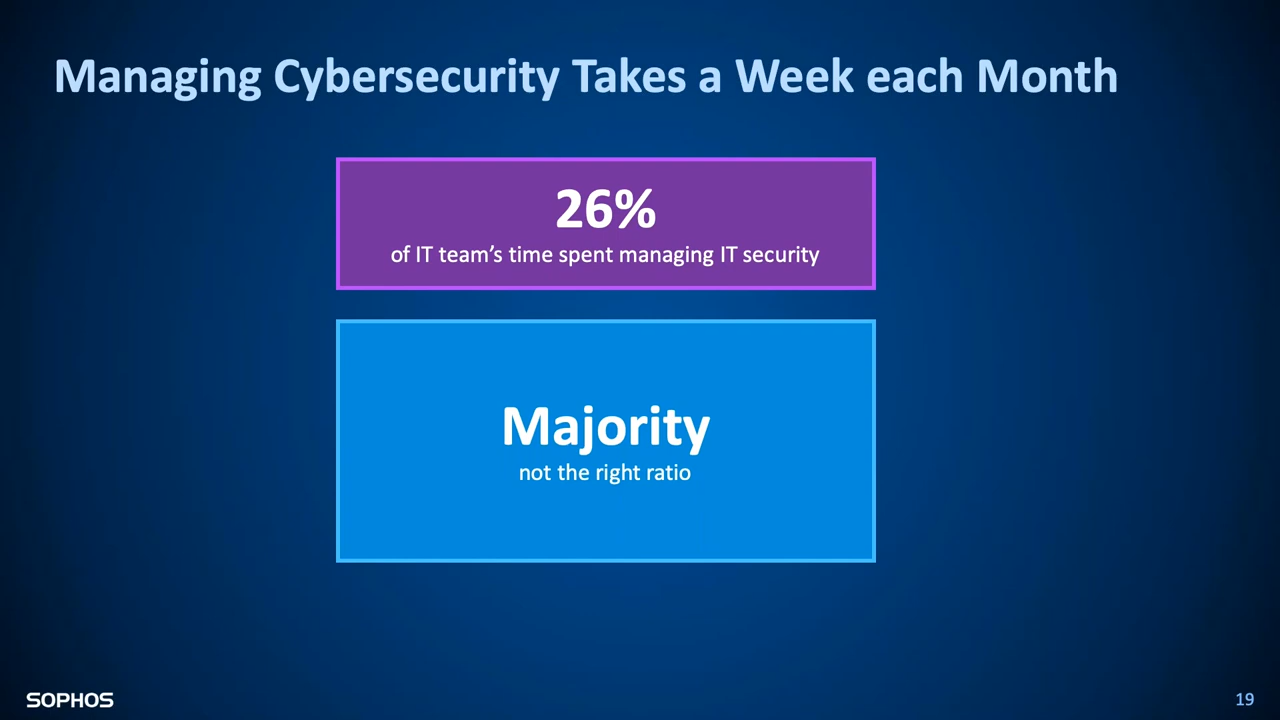 Managing Cybersecurity Takes a Week each Month
26%
of IT team’s time spent managing IT security
Majority
not the right ratio
SOPHOS
19